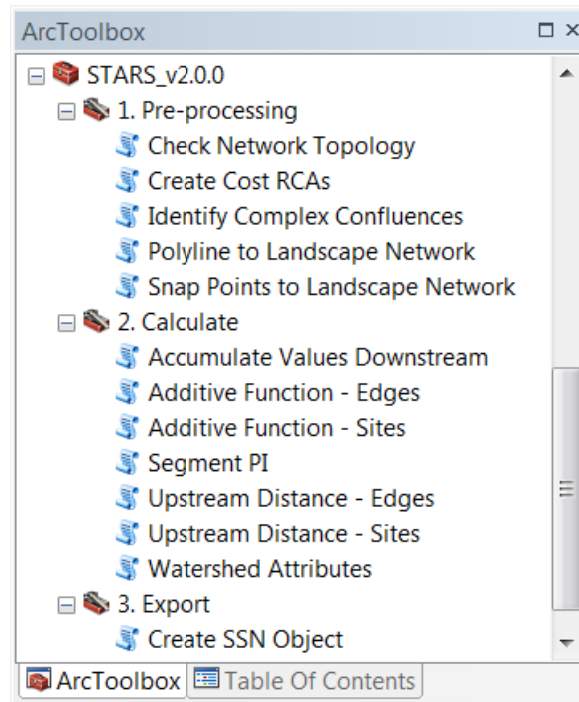 ArcToolbox
STARS_v2.0.0
1. Pre-processing
Check Network Topology
Create Cost RCAs
Identify Complex Confluences
Polyline to Landscape Network
Snap Points to Landscape Network
2. Calculate
Accumulate Values Downstream
Additive Function - Edges
Additive Function - Sites
Segment PI
Upstream Distance - Edges
Upstream Distance - Sites
Watershed Attributes
3. Export
Create SSN Object
ArcToolbox Table Of Contents